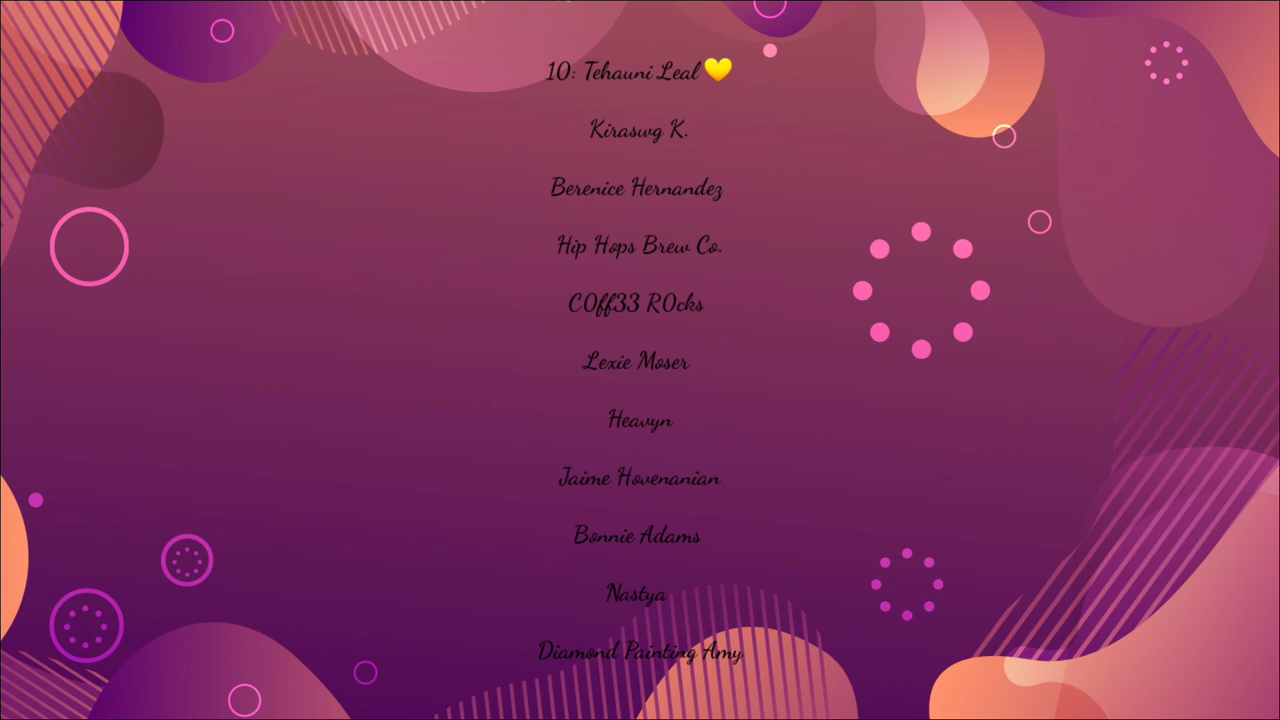 10: Tehauni Leal 💛
Kiraswg K.
Berenice Hernandez
Hip Hops Brew Co.
C0ff33 R0cks
Lexie Moser
Heavyn
Jaime Hovenanian
Bonnie Adams
Nastya
Diamond Painting Amy